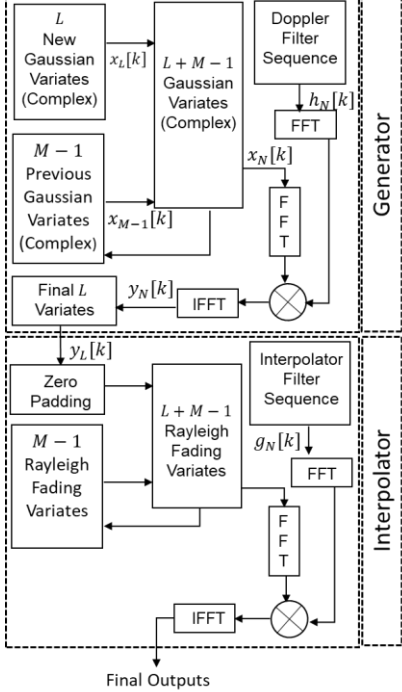 L
New
Gaussian
Variates
(Complex)
x_L[k]
L + M − 1
Gaussian
Variates
(Complex)
Doppler
Filter
Sequence
h_N[k]
FFT
M − 1
Previous
Gaussian
Variates
(Complex)
x_{M−1}[k]
x_N[k]
F
F
T
Generator
Final L
Variates
y_N[k]
IFFT
y_L[k]
Zero
Padding
L + M − 1
Rayleigh
Fading
Variates
Interpolator
Filter
Sequence
g_N[k]
FFT
M − 1
Rayleigh
Fading
Variates
F
F
T
Interpolator
IFFT
Final Outputs